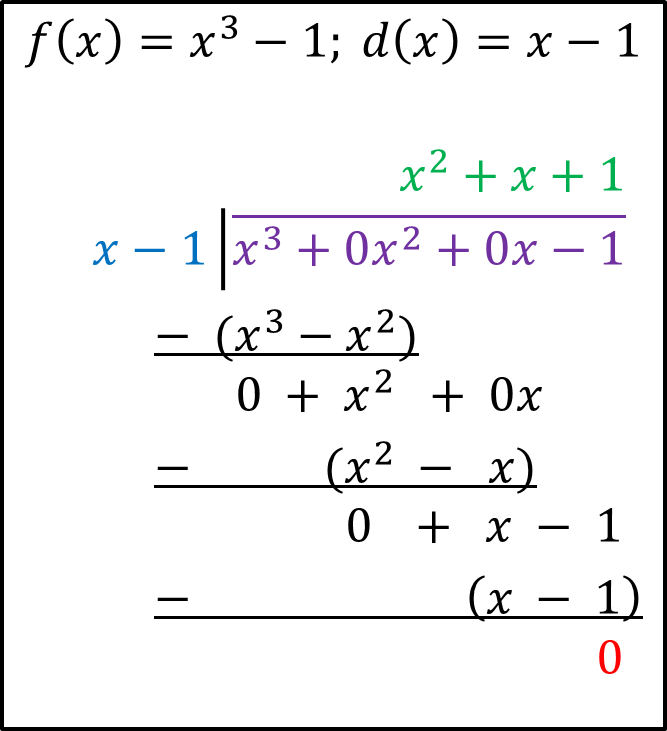 f(x) = x³ − 1; d(x) = x − 1
x² + x + 1
x − 1 x³ + 0x² + 0x − 1
− (x³ − x²)
0 + x² + 0x
− (x² − x)
0 + x − 1
− (x − 1)
0